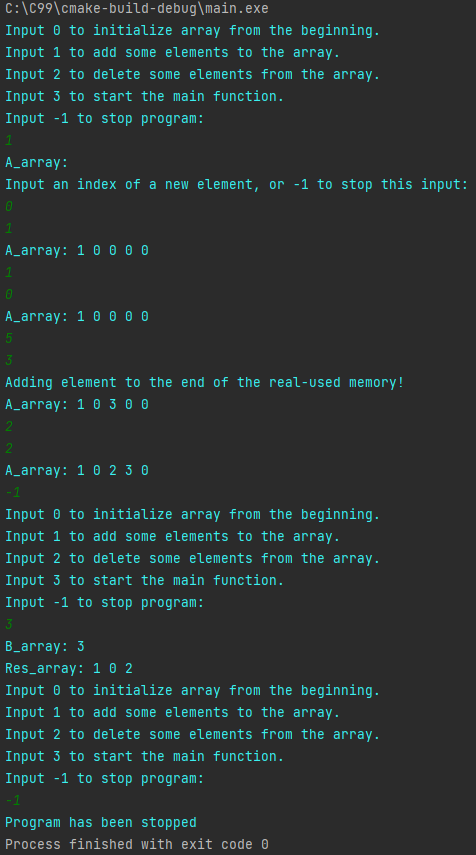 C:\C99\cmake-build-debug\main.exe
Input 0 to initialize array from the beginning.
Input 1 to add some elements to the array.
Input 2 to delete some elements from the array.
Input 3 to start the main function.
Input -1 to stop program:
1
A_array:
Input an index of a new element, or -1 to stop this input:
0
1
A_array: 1 0 0 0 0
1
0
A_array: 1 0 0 0 0
5
3
Adding element to the end of the real-used memory!
A_array: 1 0 3 0 0
2
2
A_array: 1 0 2 3 0
-1
Input 0 to initialize array from the beginning.
Input 1 to add some elements to the array.
Input 2 to delete some elements from the array.
Input 3 to start the main function.
Input -1 to stop program:
3
B_array: 3
Res_array: 1 0 2
Input 0 to initialize array from the beginning.
Input 1 to add some elements to the array.
Input 2 to delete some elements from the array.
Input 3 to start the main function.
Input -1 to stop program:
-1
Program has been stopped
Process finished with exit code 0